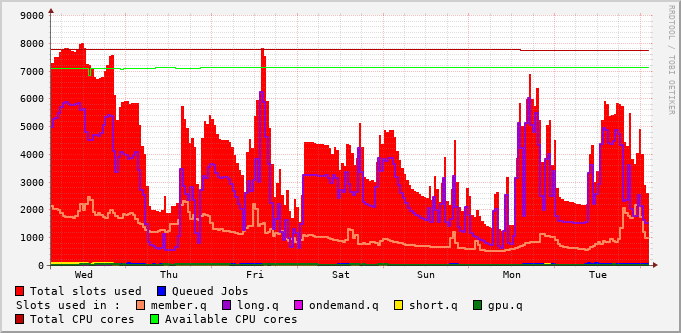 9000
8000
7000
6000
5000
4000
3000
2000
1000
0
Wed Thu Fri Sat Sun Mon Tue
RRDTOOL / TOBI OETIKER
Total slots used Queued Jobs
Slots used in : member.q long.q ondemand.q short.q gpu.q
Total CPU cores Available CPU cores